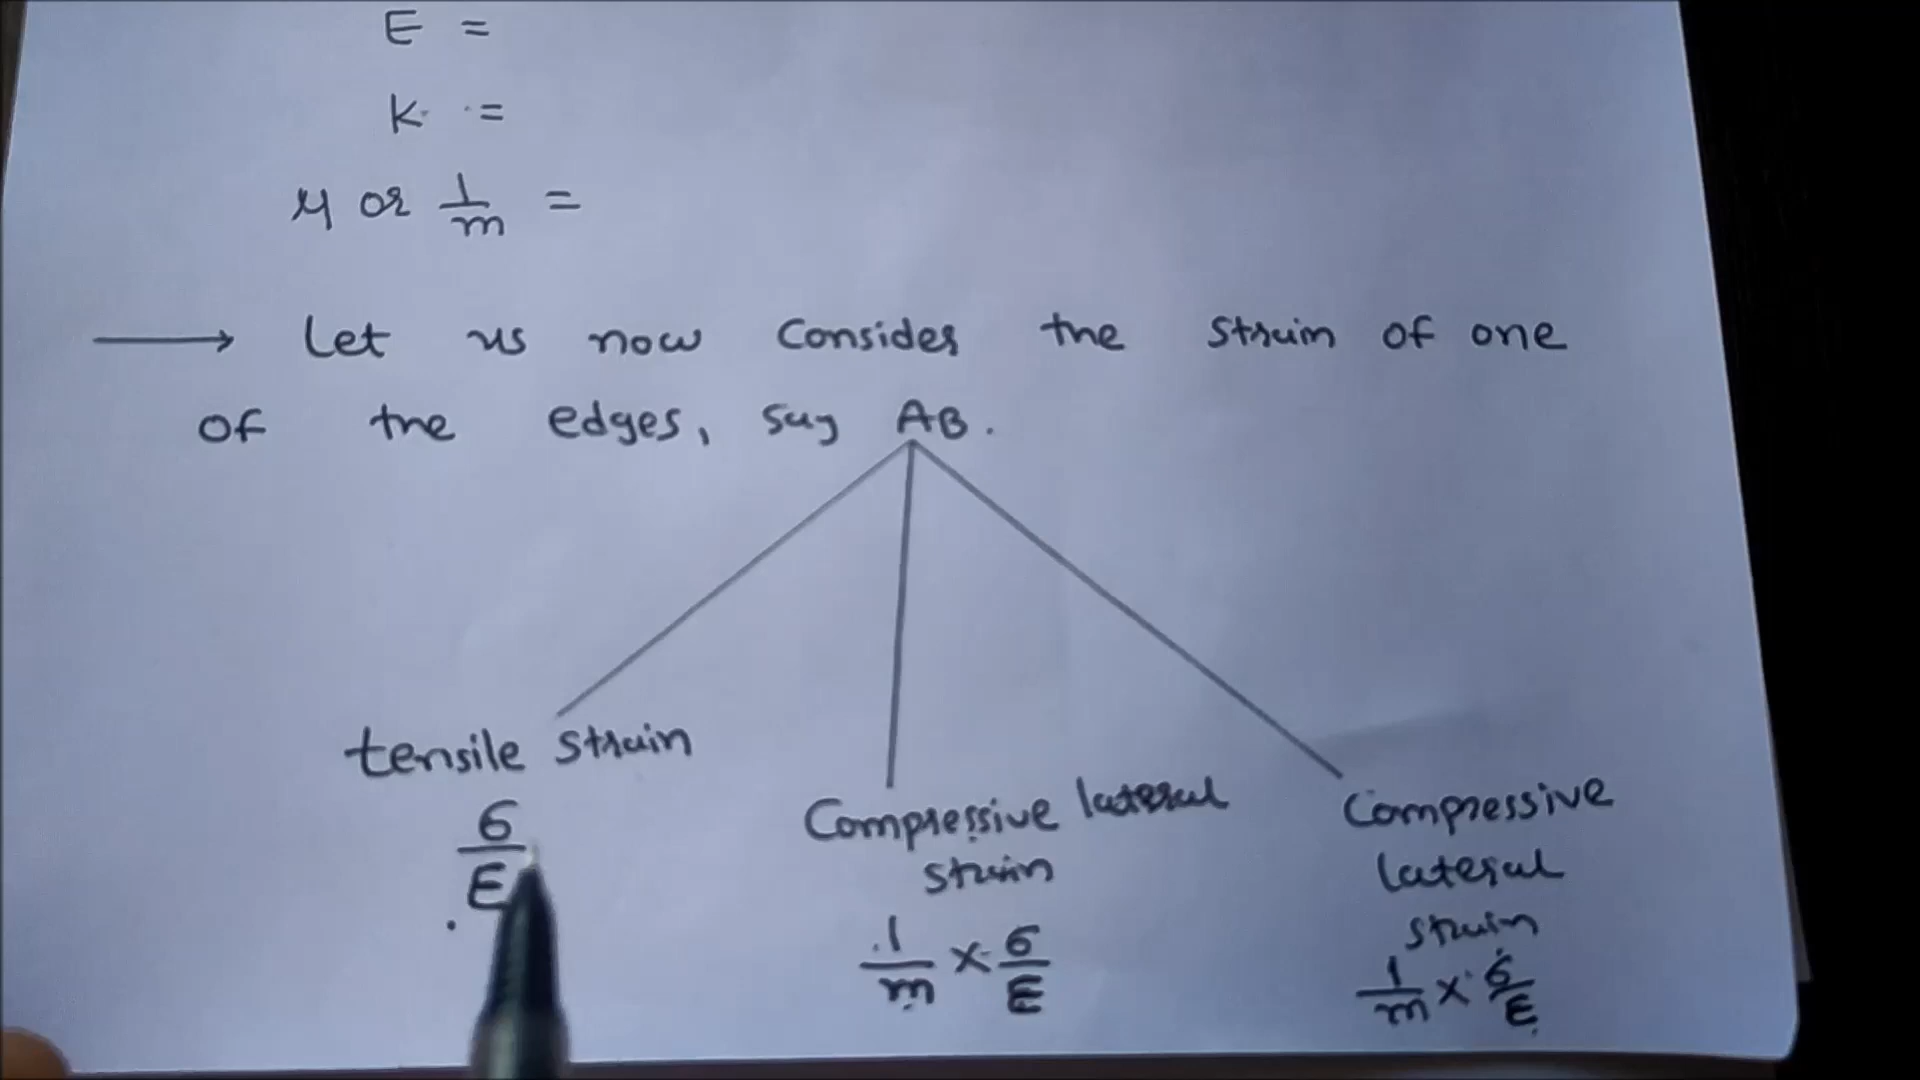 E =
K =
μ or 1/m =
→ Let us now Consider the strain of one
of the edges, say AB.
tensile strain
σ/E
Compressive lateral
strain
1/m × σ/E
Compressive
lateral
strain
1/m × σ/E